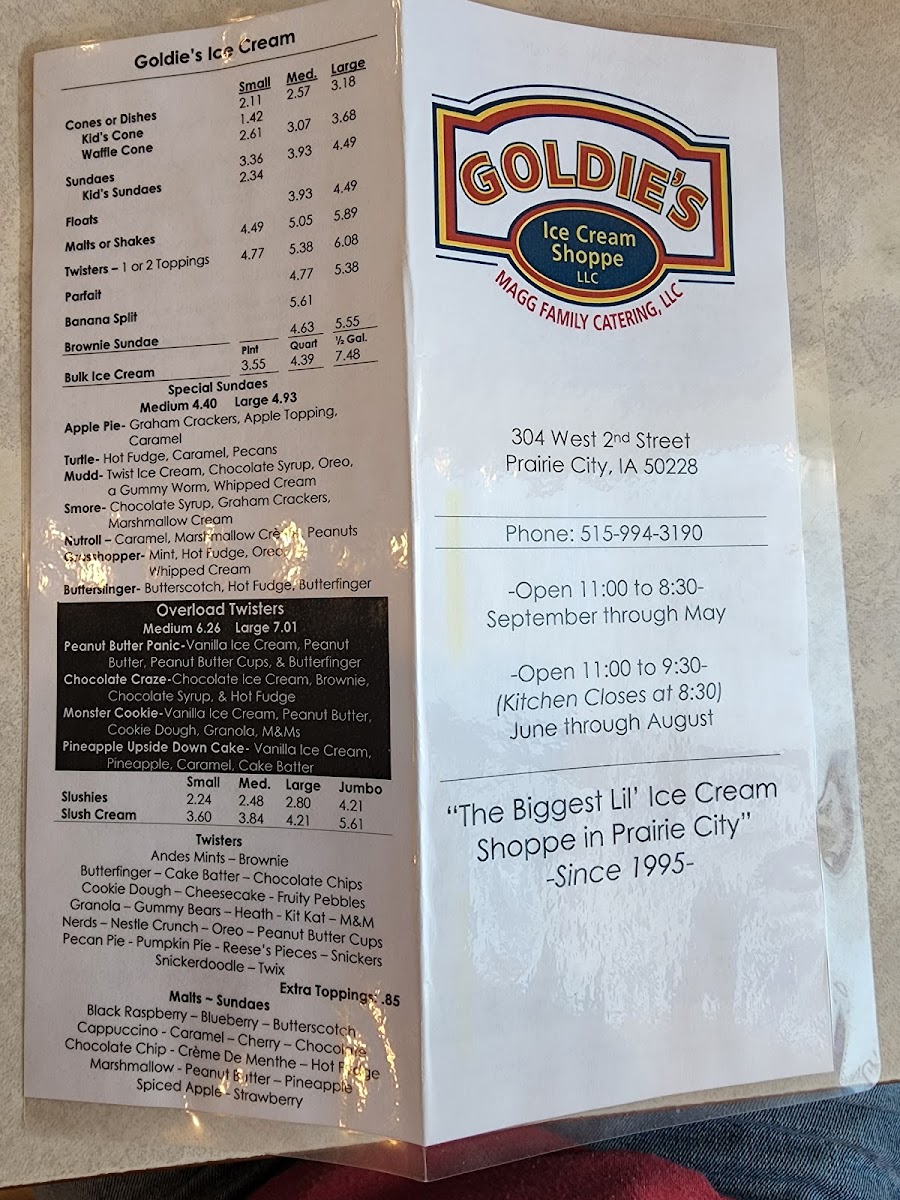 Goldie's Ice Cream
Small Med. Large
Cones or Dishes 2.11 2.57 3.18
Kid's Cone 1.42
Waffle Cone 2.61 3.07 3.68
Sundaes 3.36 3.93 4.49
Kid's Sundaes 2.34
Floats 3.93 4.49
Malts or Shakes 4.49 5.05 5.89
Twisters – 1 or 2 Toppings 4.77 5.38 6.08
Parfait 4.77 5.38
Banana Split 5.61
Brownie Sundae 4.63 5.55
Pint Quart ½ Gal.
Bulk Ice Cream 3.55 4.39 7.48
Special Sundaes
Medium 4.40 Large 4.93
Apple Pie- Graham Crackers, Apple Topping,
Caramel
Turtle- Hot Fudge, Caramel, Pecans
Mudd- Twist Ice Cream, Chocolate Syrup, Oreo,
a Gummy Worm, Whipped Cream
Smore- Chocolate Syrup, Graham Crackers,
Marshmallow Cream
Nutroll – Caramel, Marshmallow Crème, Peanuts
Grasshopper- Mint, Hot Fudge, Oreo,
Whipped Cream
Butterslinger- Butterscotch, Hot Fudge, Butterfinger
Overload Twisters
Medium 6.26 Large 7.01
Peanut Butter Panic-Vanilla Ice Cream, Peanut
Butter, Peanut Butter Cups, & Butterfinger
Chocolate Craze-Chocolate Ice Cream, Brownie,
Chocolate Syrup, & Hot Fudge
Monster Cookie-Vanilla Ice Cream, Peanut Butter,
Cookie Dough, Granola, M&Ms
Pineapple Upside Down Cake- Vanilla Ice Cream,
Pineapple, Caramel, Cake Batter
Small Med. Large Jumbo
Slushies 2.24 2.48 2.80 4.21
Slush Cream 3.60 3.84 4.21 5.61
Twisters
Andes Mints – Brownie
Butterfinger – Cake Batter – Chocolate Chips
Cookie Dough – Cheesecake - Fruity Pebbles
Granola – Gummy Bears – Heath - Kit Kat – M&M
Nerds – Nestle Crunch – Oreo – Peanut Butter Cups
Pecan Pie - Pumpkin Pie - Reese's Pieces – Snickers
Snickerdoodle – Twix
Extra Toppings: .85
Malts ~ Sundaes
Black Raspberry – Blueberry – Butterscotch
Cappuccino - Caramel – Cherry – Chocolate
Chocolate Chip - Crème De Menthe – Hot Fudge
Marshmallow - Peanut Butter – Pineapple
Spiced Apple - Strawberry
GOLDIE'S
Ice Cream
Shoppe
LLC
MAGG FAMILY CATERING, LLC
304 West 2nd Street
Prairie City, IA 50228
Phone: 515-994-3190
-Open 11:00 to 8:30-
September through May
-Open 11:00 to 9:30-
(Kitchen Closes at 8:30)
June through August
"The Biggest Lil' Ice Cream
Shoppe in Prairie City"
-Since 1995-